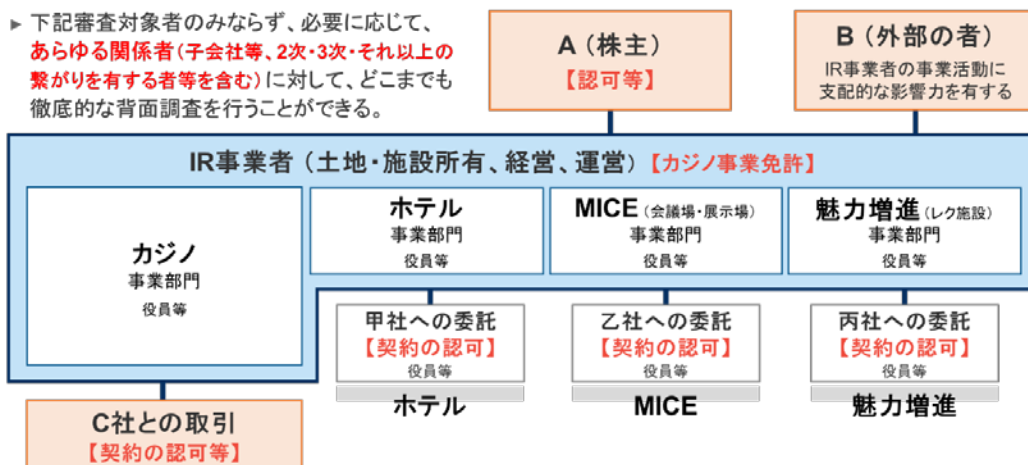 ► 下記審査対象者のみならず、必要に応じて、
あらゆる関係者(子会社等、2次・3次・それ以上の
繋がりを有する者等を含む)に対して、どこまでも
徹底的な背面調査を行うことができる。
A（株主）
【認可等】
B（外部の者）
IR事業者の事業活動に
支配的な影響力を有する
IR事業者（土地・施設所有、経営、運営）【カジノ事業免許】
カジノ
事業部門
役員等
ホテル
事業部門
役員等
MICE（会議場・展示場）
事業部門
役員等
魅力増進（レク施設）
事業部門
役員等
甲社への委託
【契約の認可】
役員等
ホテル
乙社への委託
【契約の認可】
役員等
MICE
丙社への委託
【契約の認可】
役員等
魅力増進
C社との取引
【契約の認可等】